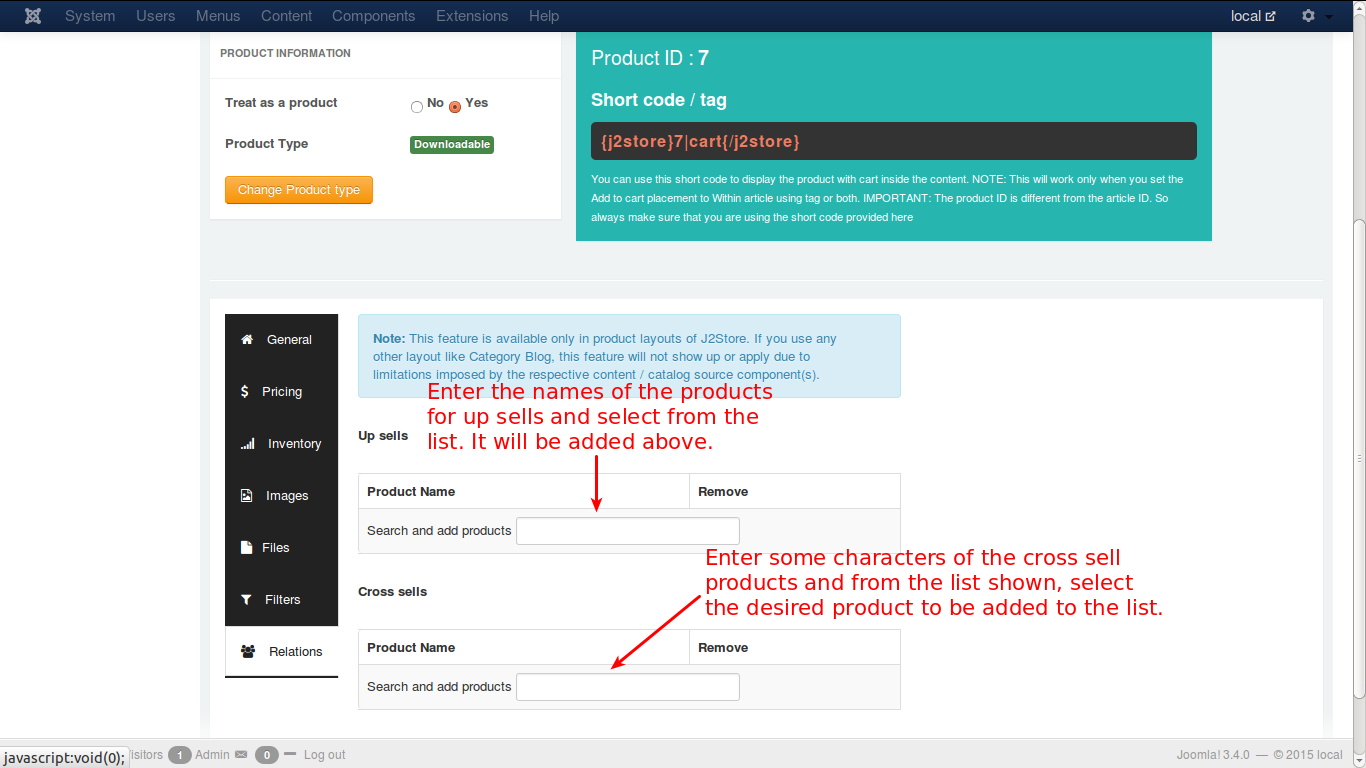 System Users Menus Content Components Extensions Help local
PRODUCT INFORMATION
Treat as a product No Yes
Product Type Downloadable
Change Product type
Product ID : 7
Short code / tag
{j2store}7|cart{/j2store}
You can use this short code to display the product with cart inside the content. NOTE: This will work only when you set the
Add to cart placement to Within article using tag or both. IMPORTANT: The product ID is different from the article ID. So
always make sure that you are using the short code provided here
General
Pricing
Inventory
Images
Files
Filters
Relations
Note: This feature is available only in product layouts of J2Store. If you use any
other layout like Category Blog, this feature will not show up or apply due to
limitations imposed by the respective content / catalog source component(s).
Enter the names of the products
for up sells and select from the
list. It will be added above.
Up sells
Product Name Remove
Search and add products
Enter some characters of the cross sell
products and from the list shown, select
the desired product to be added to the list.
Cross sells
Product Name Remove
Search and add products
javascript:void(0); 1 Admin 0 Log out Joomla! 3.4.0 — © 2015 local